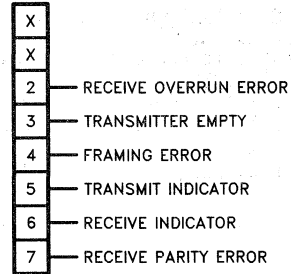 X
X
2 RECEIVE OVERRUN ERROR
3 TRANSMITTER EMPTY
4 FRAMING ERROR
5 TRANSMIT INDICATOR
6 RECEIVE INDICATOR
7 RECEIVE PARITY ERROR